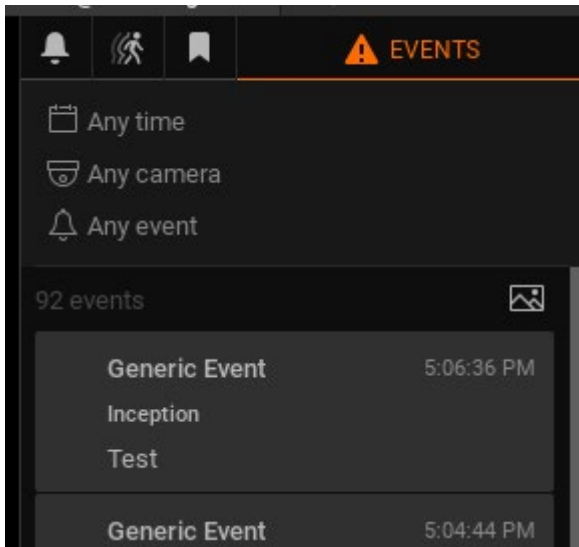 EVENTS
Any time
Any camera
Any event
92 events
Generic Event 5:06:36 PM
Inception
Test
Generic Event 5:04:44 PM